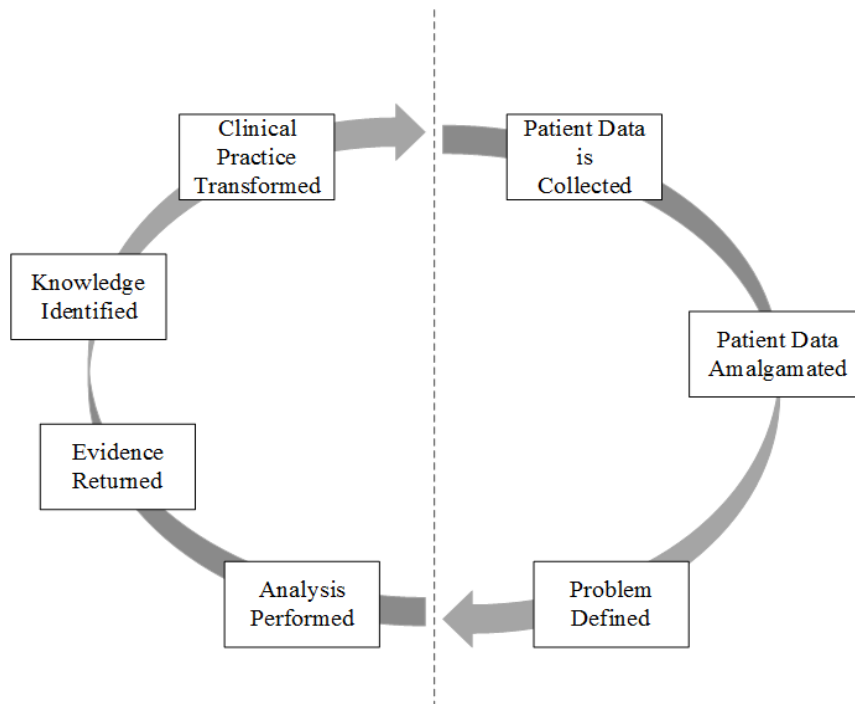 Clinical
Practice
Transformed
Patient Data
is
Collected
Knowledge
Identified
Patient Data
Amalgamated
Evidence
Returned
Analysis
Performed
Problem
Defined